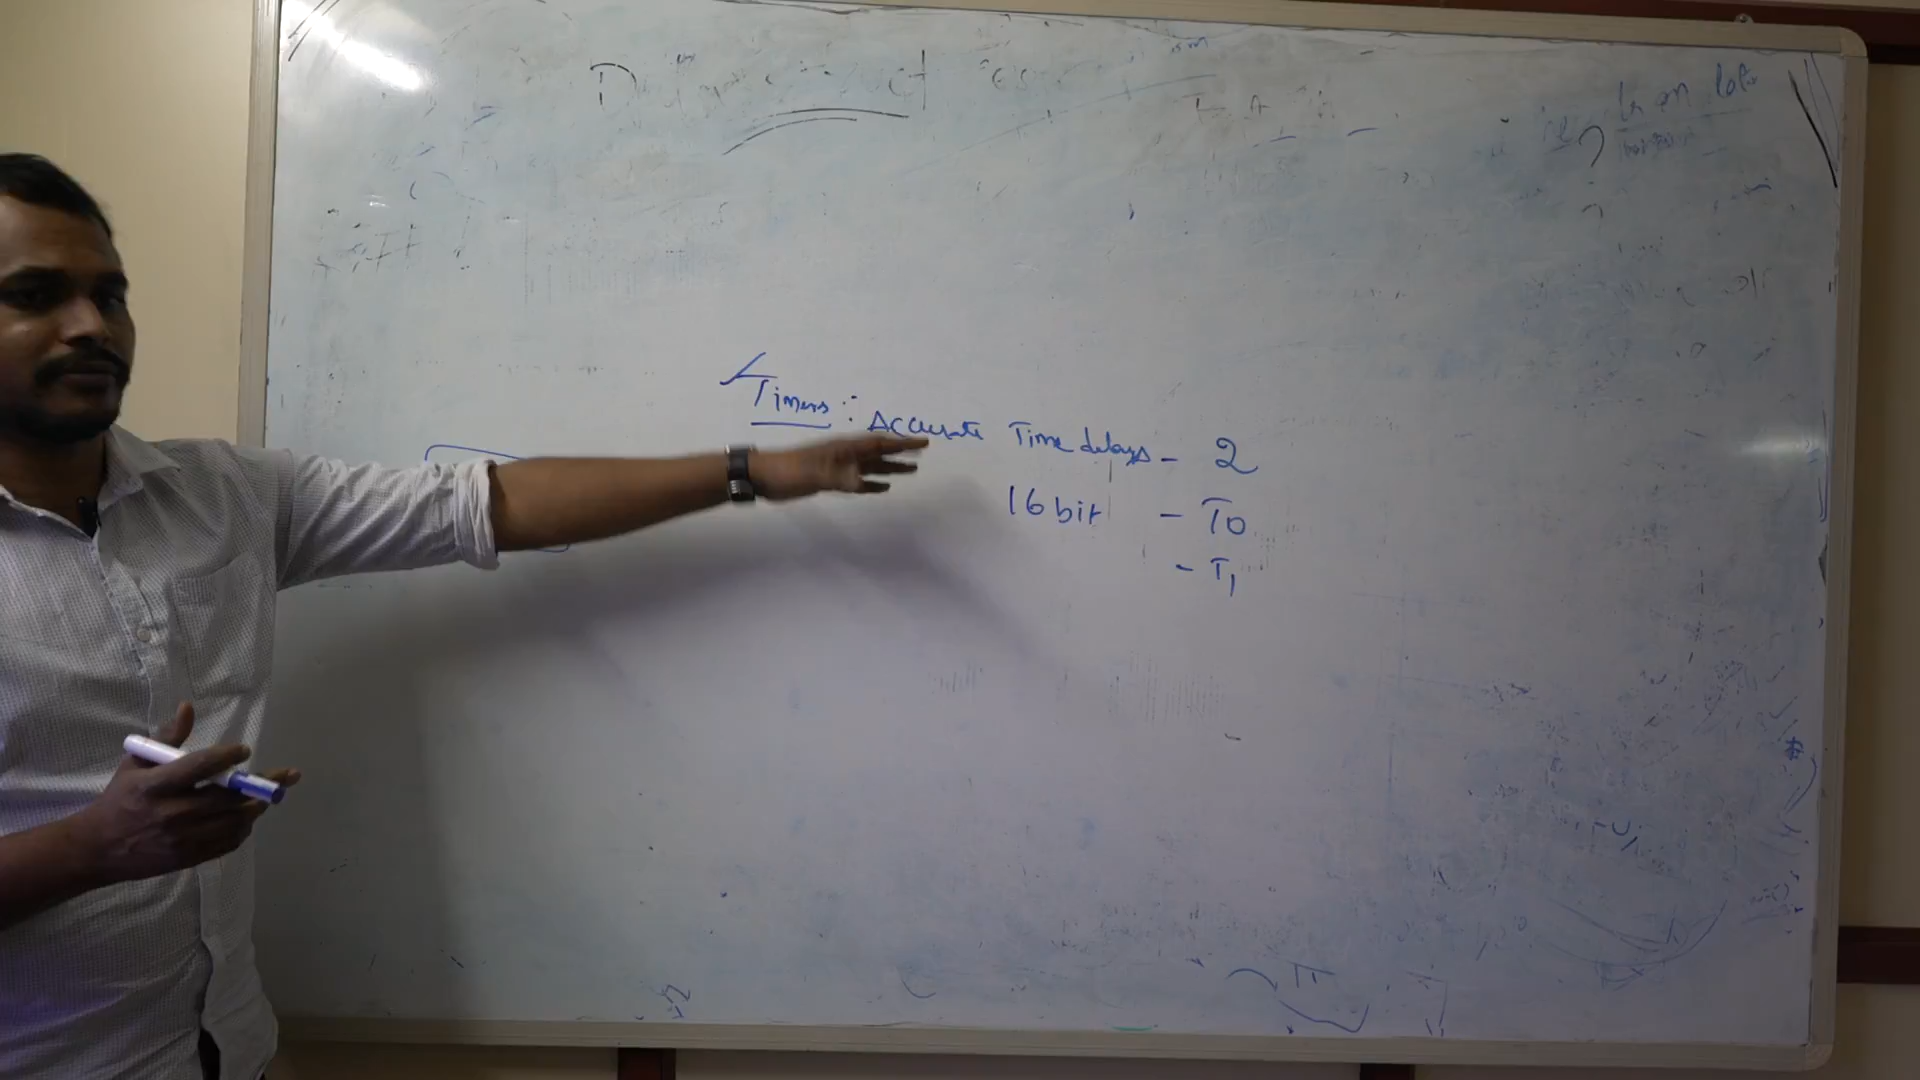 Timers : Accurate Time delays - 2
16 bit - T0
- T1